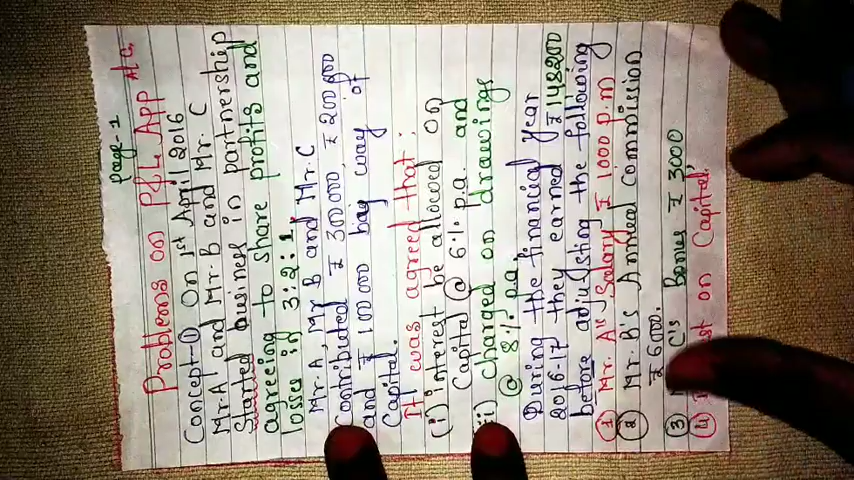 page-1
Problems on P&L App A/c.
Concept-① On 1st April 2016
Mr.A and Mr.B and Mr. C
Started business in partnership
agreeing to share profits and
losses in 3:2:1.
Mr.A, Mr B and Mr.C
Contributed ₹ 300000, ₹ 200000
and ₹ 100000 by way of
Capital.
It was agreed that:
(i) interest be allowed on
Capital @ 6% p.a. and
(ii) charged on drawings
@ 8% p.a.
During the financial year
2016-17 they earned ₹148200
before adjusting the following
① Mr. A's Salary ₹ 1000 p.m
② Mr. B's Annual Commission
₹6000.
③ C's Bonus ₹ 3000
④ on Capital,